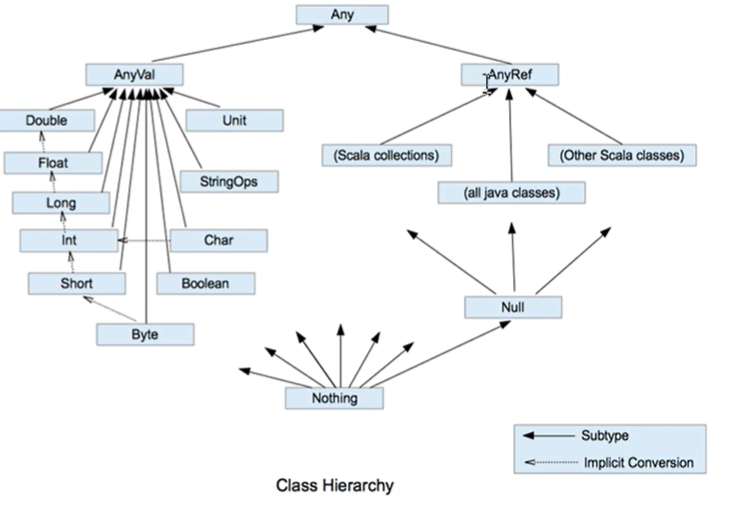 Any
AnyVal
AnyRef
Double
Unit
Float
(Scala collections)
(Other Scala classes)
StringOps
(all java classes)
Long
Int
Char
Short
Boolean
Null
Byte
Nothing
Subtype
Implicit Conversion
Class Hierarchy